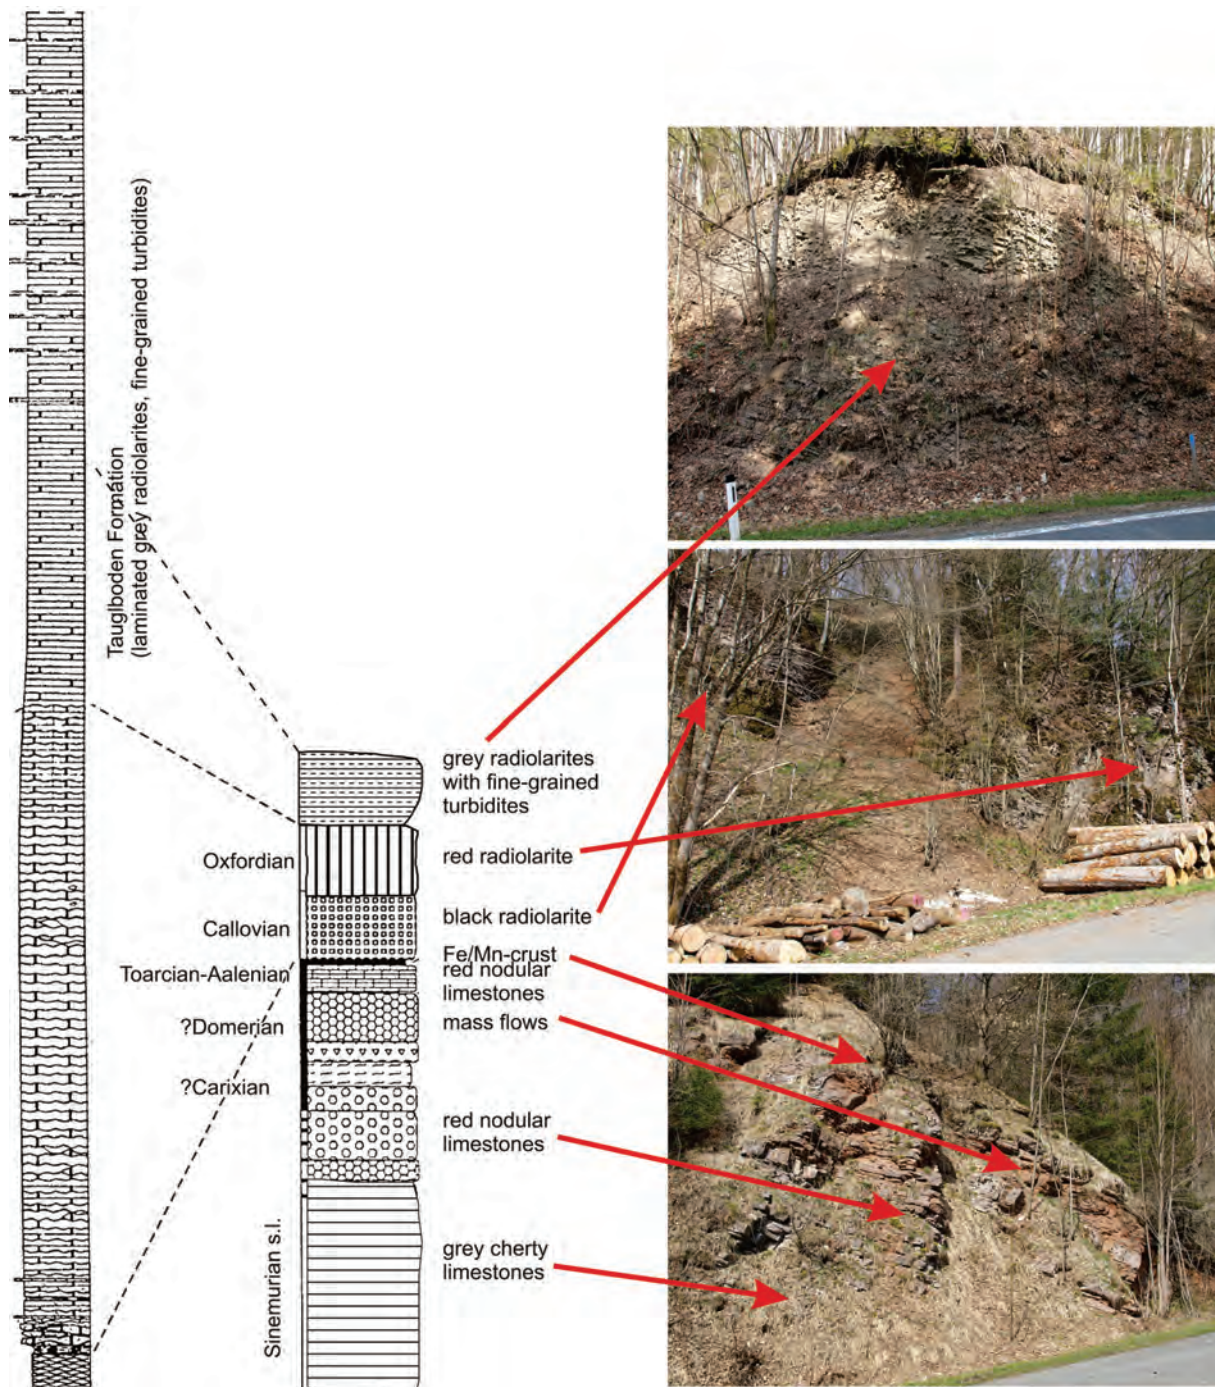 Tauglboden Formation
(laminated grey radiolarites, fine-grained turbidites)
grey radiolarites
with fine-grained
turbidites
Oxfordian
red radiolarite
Callovian
black radiolarite
Fe/Mn-crust
Toarcian-Aalenian
red nodular
limestones
?Domerian
mass flows
?Carixian
red nodular
limestones
Sinemurian s.l.
grey cherty
limestones